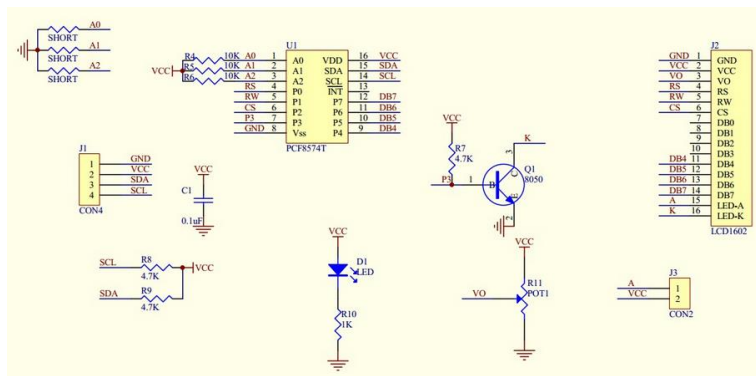 A0
SHORT
A1
SHORT
A2
SHORT
VCC
R4 10K A0
R5 10K A1
R6 10K A2
RS
RW
CS
P3
GND
U1
1 A0 VDD 16 VCC
2 A1 SDA 15 SDA
3 A2 SCL 14 SCL
4 P0 INT 13
5 P1 P7 12 DB7
6 P2 P6 11 DB6
7 P3 P5 10 DB5
8 Vss P4 9 DB4
PCF8574T
J2
GND 1 GND
VCC 2 VCC
VO 3 VO
RS 4 RS
RW 5 RW
CS 6 CS
7 DB0
8 DB1
9 DB2
10 DB3
DB4 11 DB4
DB5 12 DB5
DB6 13 DB6
DB7 14 DB7
A 15 LED-A
K 16 LED-K
LCD1602
J1
1 GND
2 VCC
3 SDA
4 SCL
CON4
VCC
C1
0.1uF
VCC
R7
4.7K
P3 1 B
K
3
C
Q1
8050
E
2
SCL R8
4.7K
VCC
SDA R9
4.7K
VCC
D1
LED
R10
1K
VCC
R11
POT1
VO
J3
A 1
VCC 2
CON2